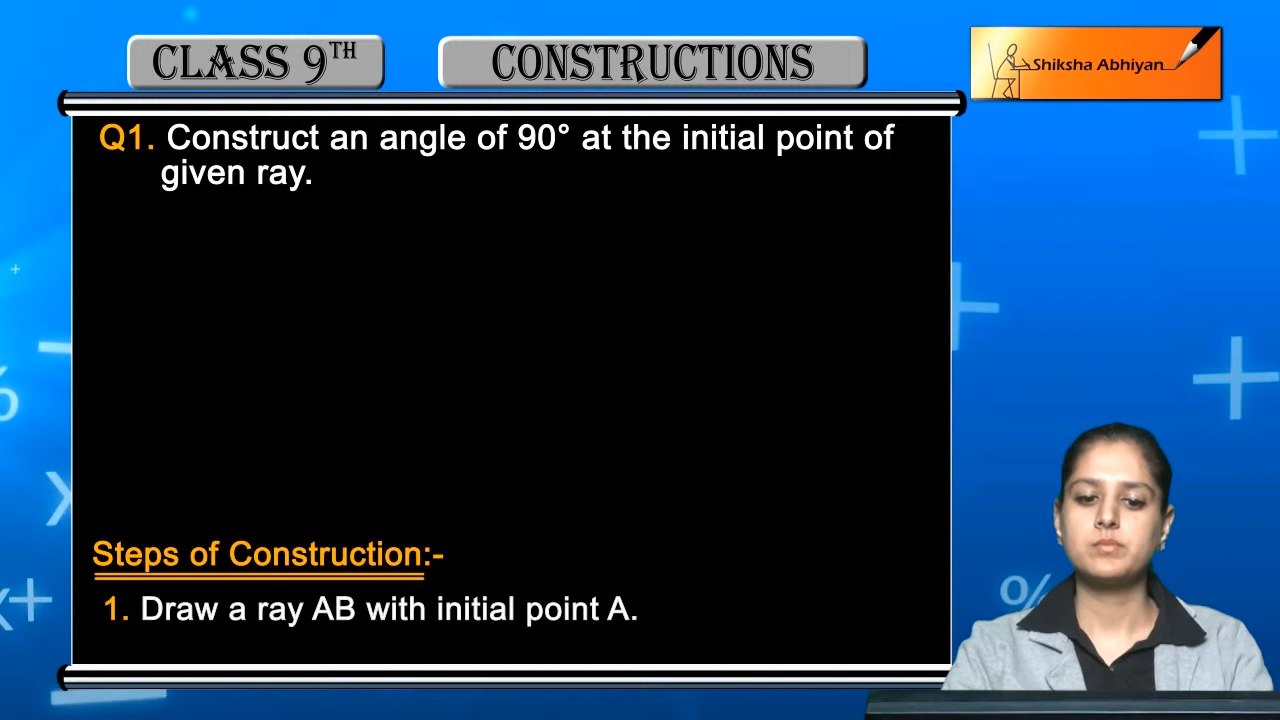 CLASS 9TH
CONSTRUCTIONS
Shiksha Abhiyan
Q1. Construct an angle of 90° at the initial point of
given ray.
Steps of Construction:-
1. Draw a ray AB with initial point A.